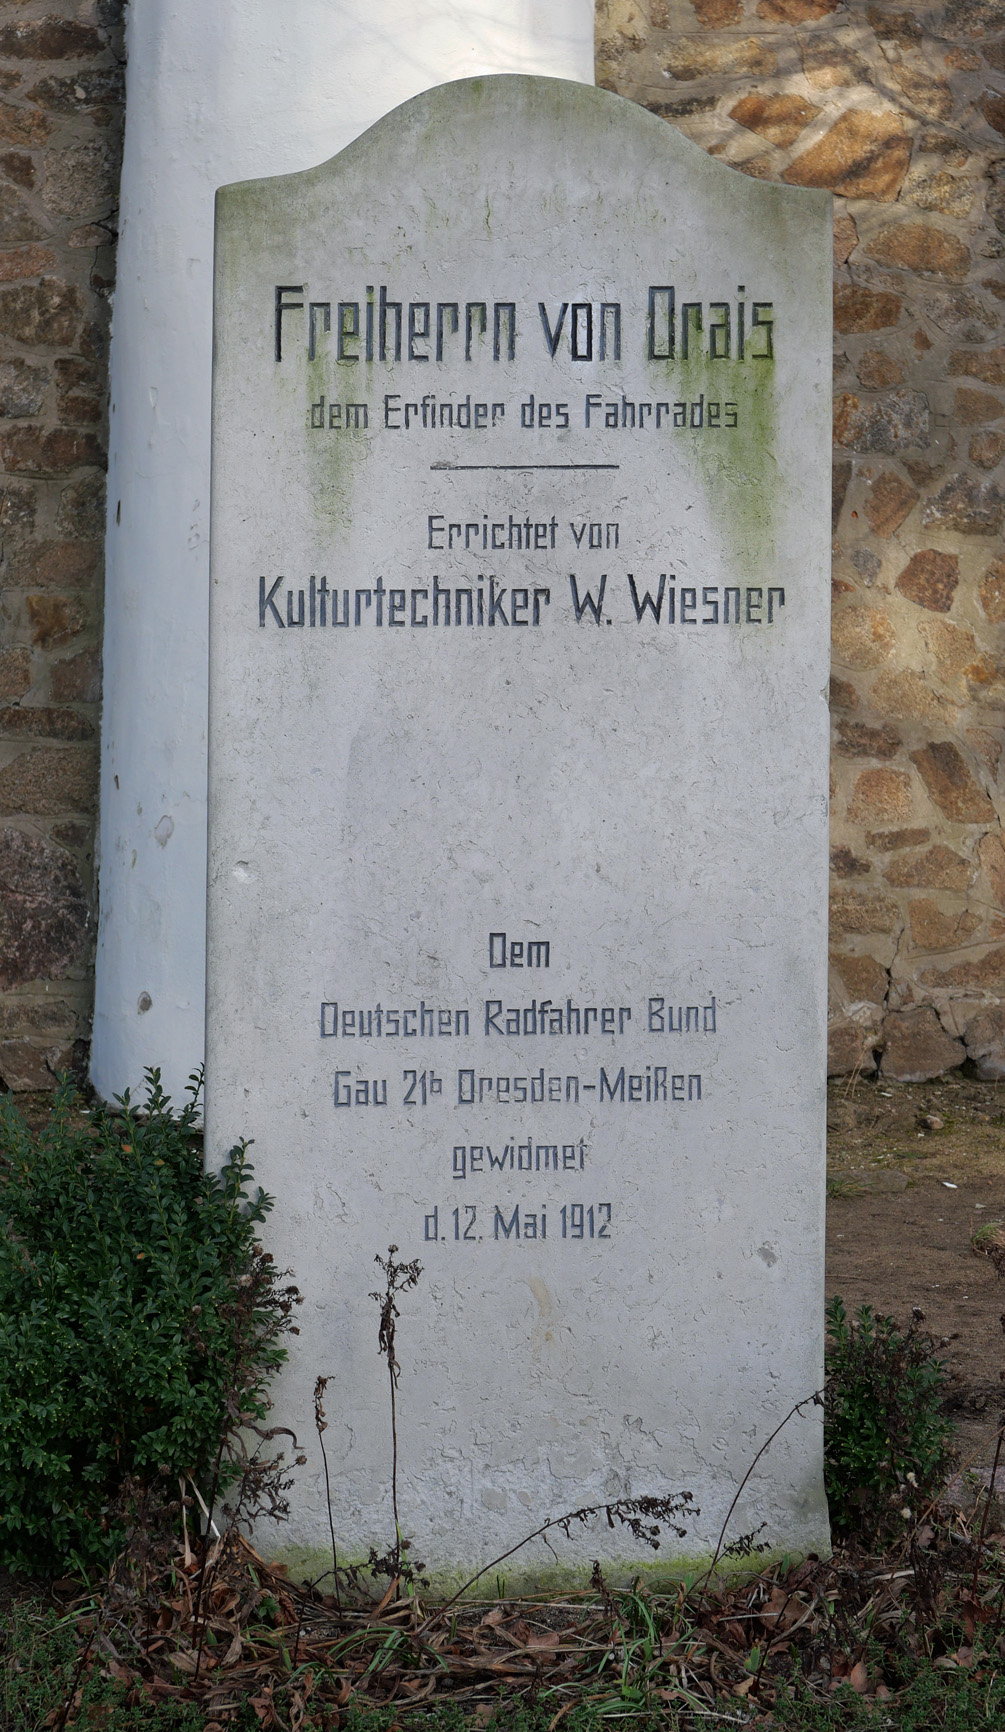 Freiherrn von Drais
dem Erfinder des Fahrrades
Errichtet von
Kulturtechniker W. Wiesner
Dem
Deutschen Radfahrer Bund
Gau 21b Dresden-Meißen
gewidmet
d. 12. Mai 1912